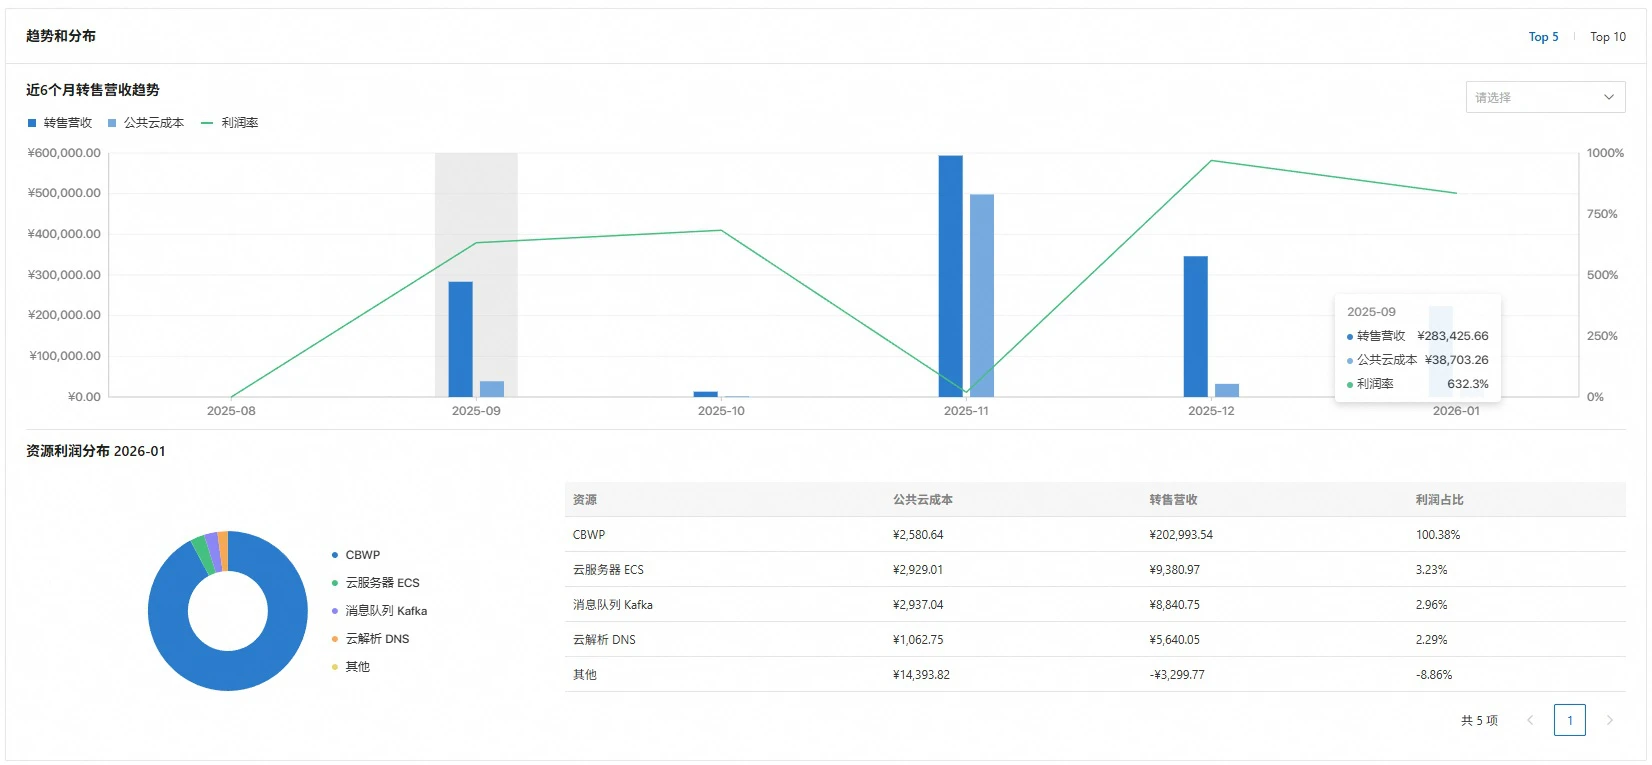 趋势和分布
Top 5 Top 10
近6个月转售营收趋势
请选择
转售营收 公共云成本 利润率
¥600,000.00
¥500,000.00
¥400,000.00
¥300,000.00
¥200,000.00
¥100,000.00
¥0.00
1000%
750%
500%
250%
0%
2025-08 2025-09 2025-10 2025-11 2025-12 2026-01
2025-09
转售营收 ¥283,425.66
公共云成本 ¥38,703.26
利润率 632.3%
资源利润分布 2026-01
CBWP
云服务器 ECS
消息队列 Kafka
云解析 DNS
其他
资源 公共云成本 转售营收 利润占比
CBWP ¥2,580.64 ¥202,993.54 100.38%
云服务器 ECS ¥2,929.01 ¥9,380.97 3.23%
消息队列 Kafka ¥2,937.04 ¥8,840.75 2.96%
云解析 DNS ¥1,062.75 ¥5,640.05 2.29%
其他 ¥14,393.82 -¥3,299.77 -8.86%
共 5 项 1